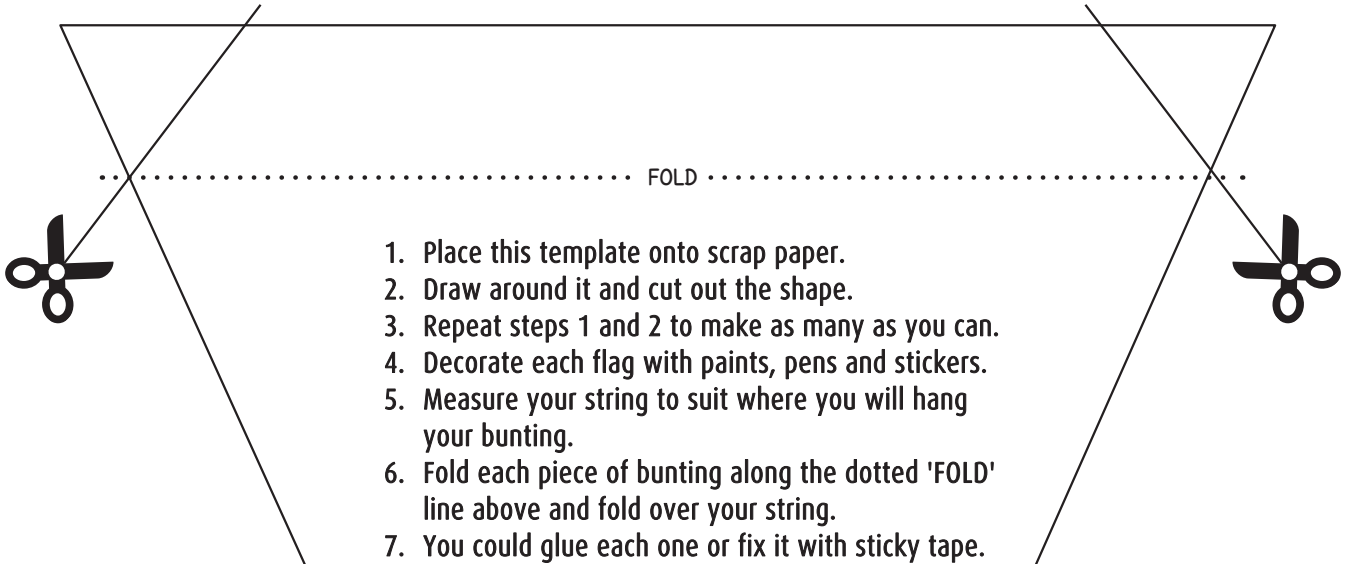 FOLD
1. Place this template onto scrap paper.
2. Draw around it and cut out the shape.
3. Repeat steps 1 and 2 to make as many as you can.
4. Decorate each flag with paints, pens and stickers.
5. Measure your string to suit where you will hang
your bunting.
6. Fold each piece of bunting along the dotted 'FOLD'
line above and fold over your string.
7. You could glue each one or fix it with sticky tape.